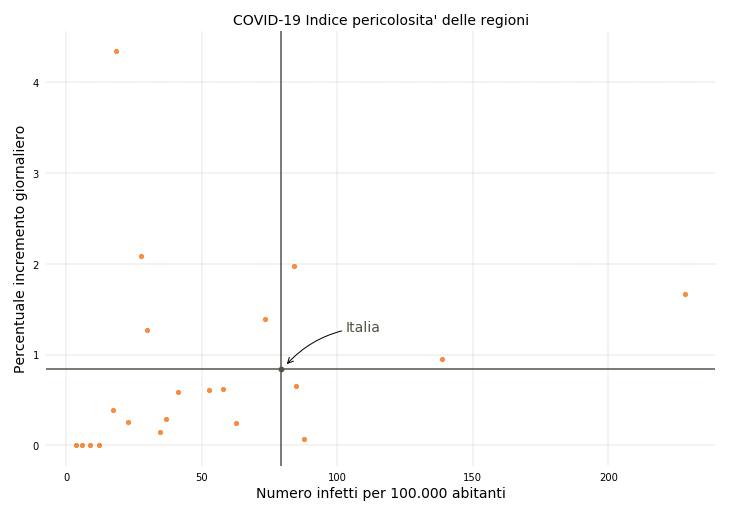 COVID-19 Indice pericolosita' delle regioni
Percentuale incremento giornaliero
4
3
2
1
0
Italia
0 50 100 150 200
Numero infetti per 100.000 abitanti